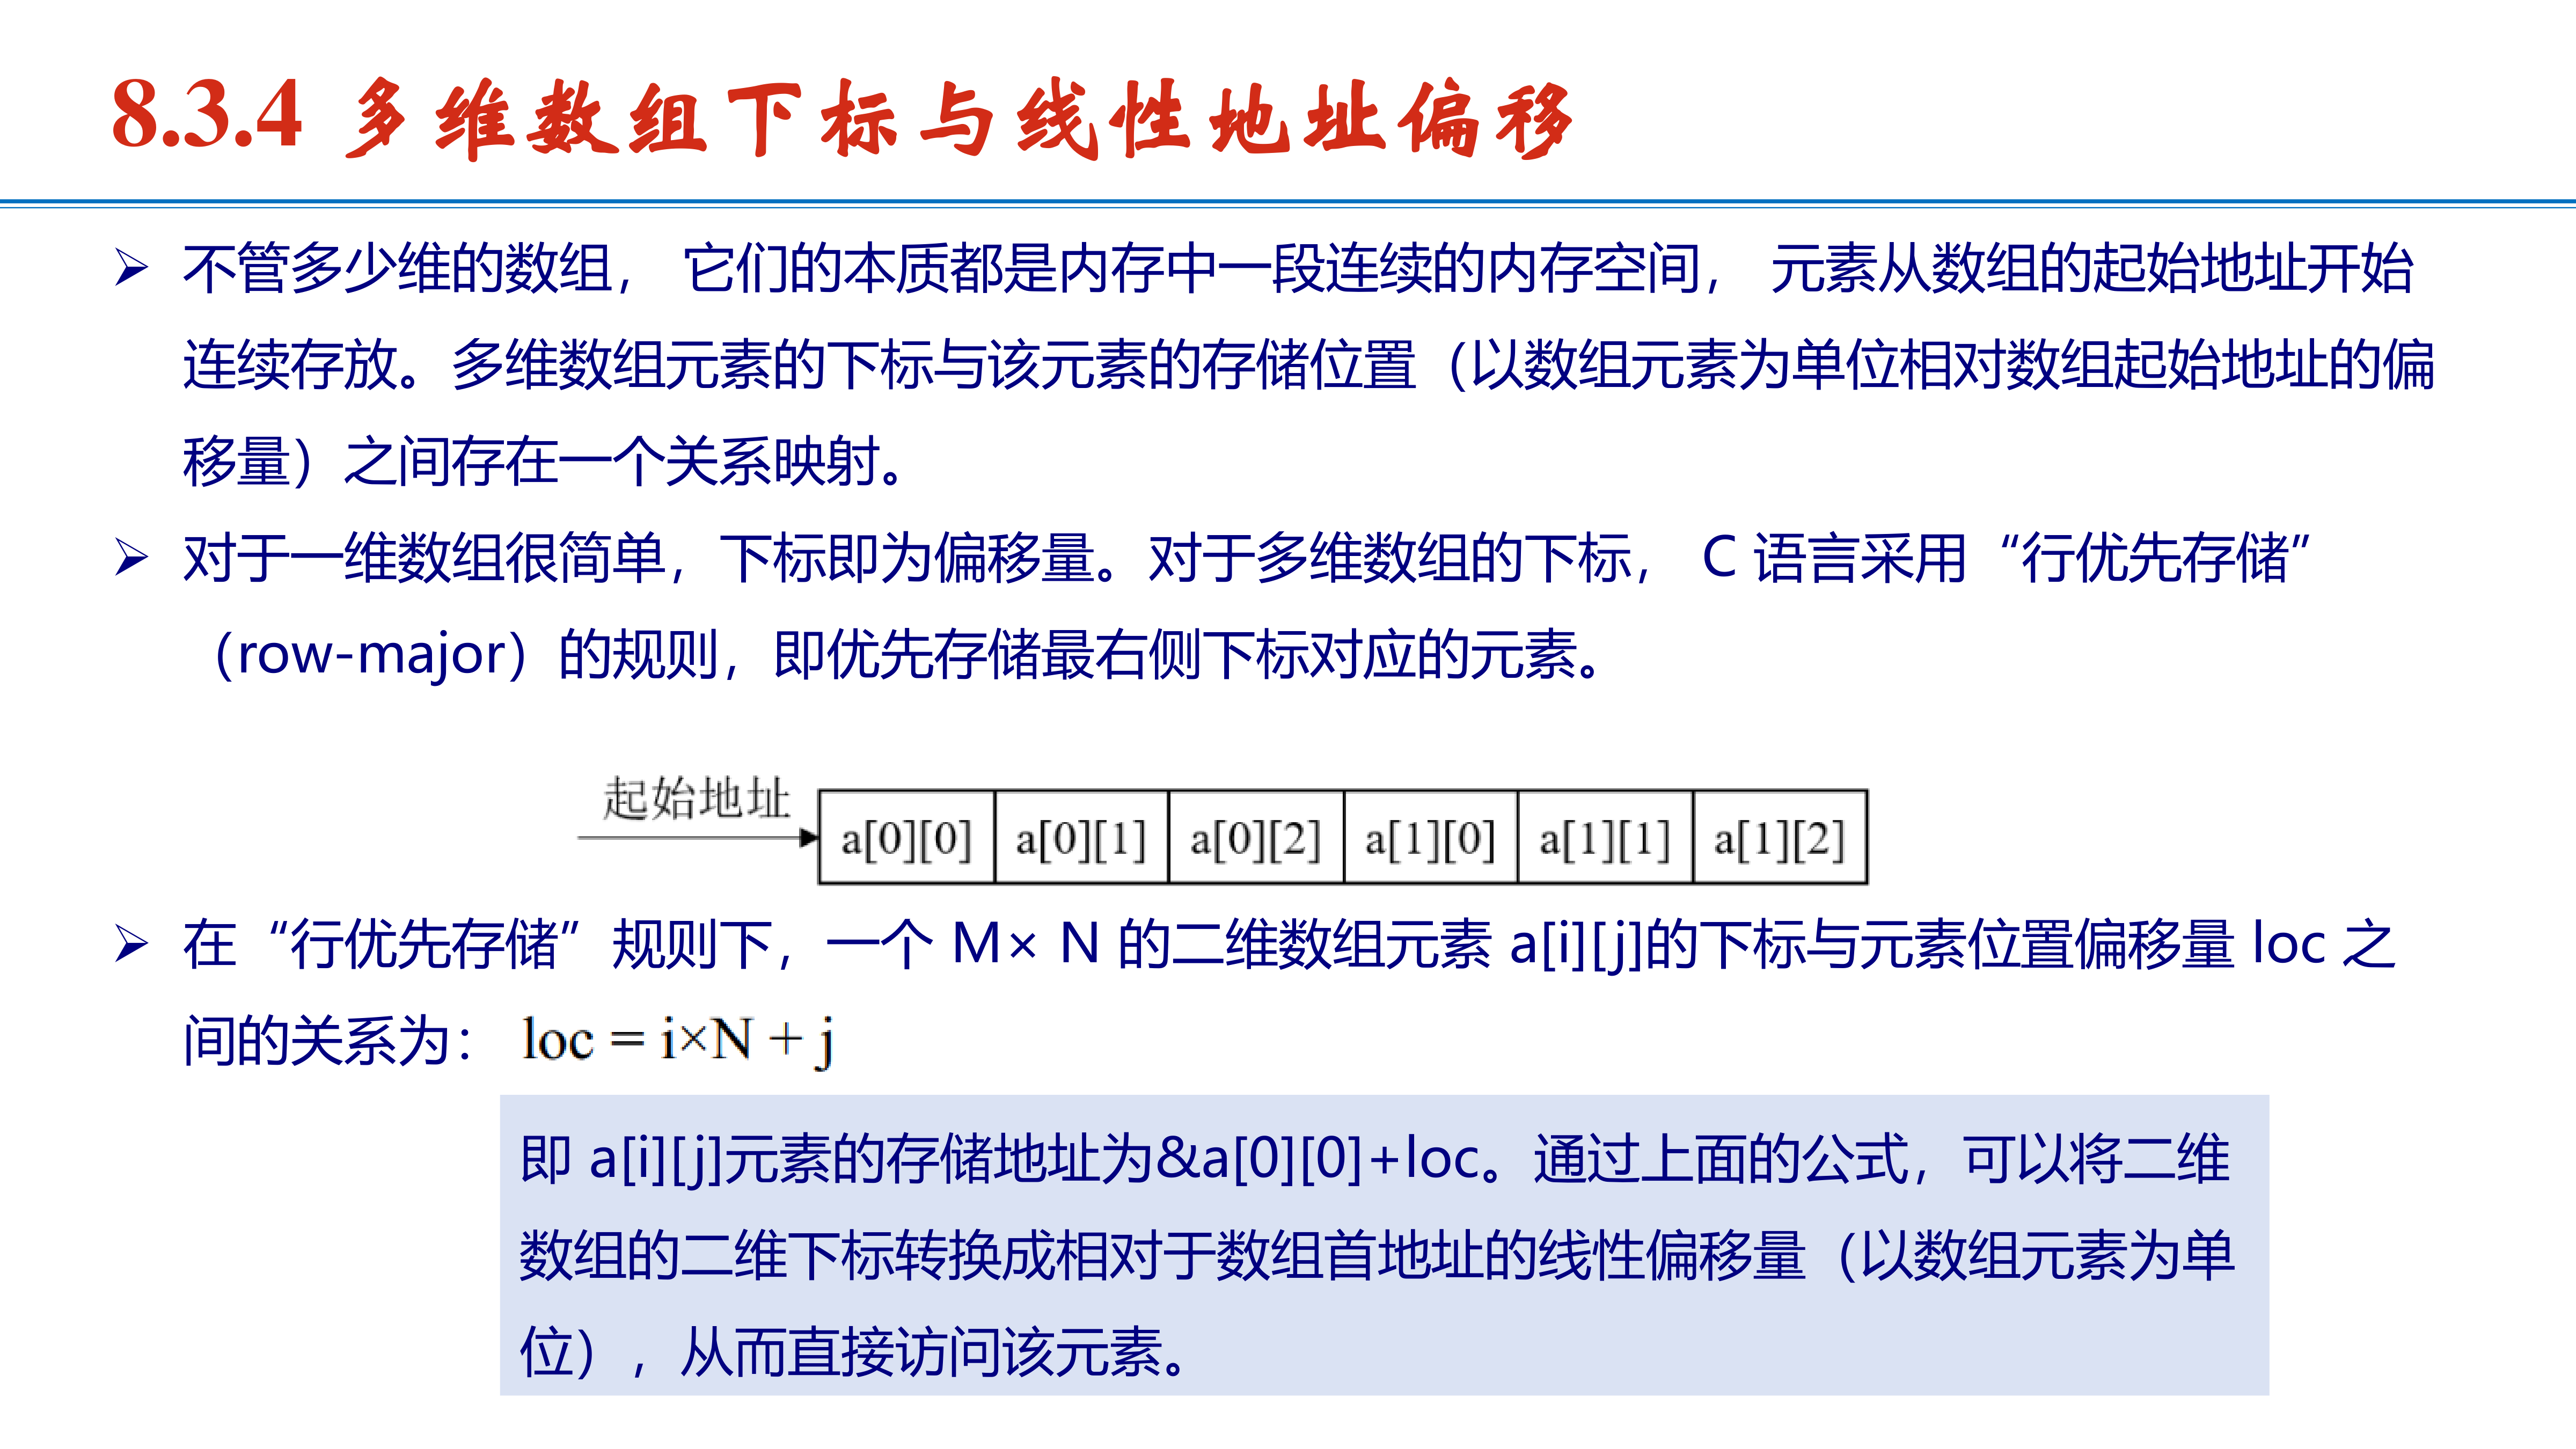 8.3.4 多维数组下标与线性地址偏移
不管多少维的数组， 它们的本质都是内存中一段连续的内存空间， 元素从数组的起始地址开始
连续存放。多维数组元素的下标与该元素的存储位置（以数组元素为单位相对数组起始地址的偏
移量）之间存在一个关系映射。
对于一维数组很简单，下标即为偏移量。对于多维数组的下标， C 语言采用“行优先存储”
（row-major）的规则，即优先存储最右侧下标对应的元素。
起始地址
a[0][0] a[0][1] a[0][2] a[1][0] a[1][1] a[1][2]
在“行优先存储”规则下，一个 M× N 的二维数组元素 a[i][j]的下标与元素位置偏移量 loc 之
间的关系为： loc = i×N + j
即 a[i][j]元素的存储地址为&a[0][0]+loc。通过上面的公式，可以将二维
数组的二维下标转换成相对于数组首地址的线性偏移量（以数组元素为单
位），从而直接访问该元素。